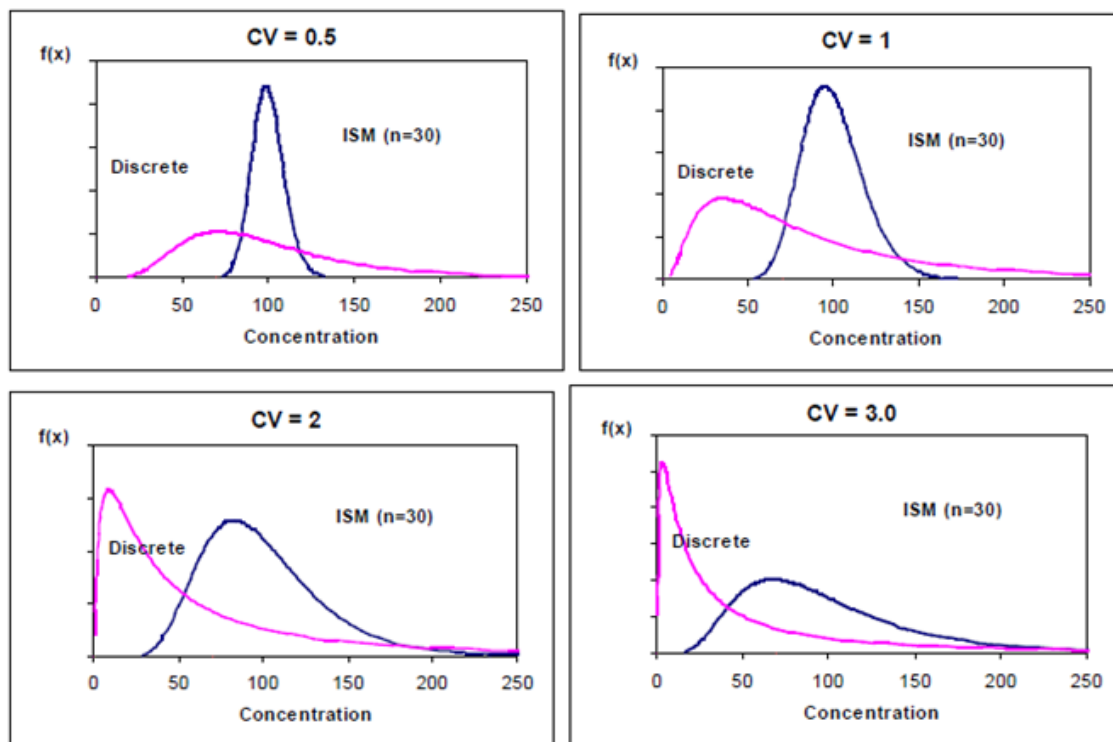 CV = 0.5
f(x)
ISM (n=30)
Discrete
0 50 100 150 200 250
Concentration
CV = 1
f(x)
ISM (n=30)
Discrete
0 50 100 150 200 250
Concentration
CV = 2
f(x)
ISM (n=30)
Discrete
0 50 100 150 200 250
Concentration
CV = 3.0
f(x)
ISM (n=30)
Discrete
0 50 100 150 200 250
Concentration